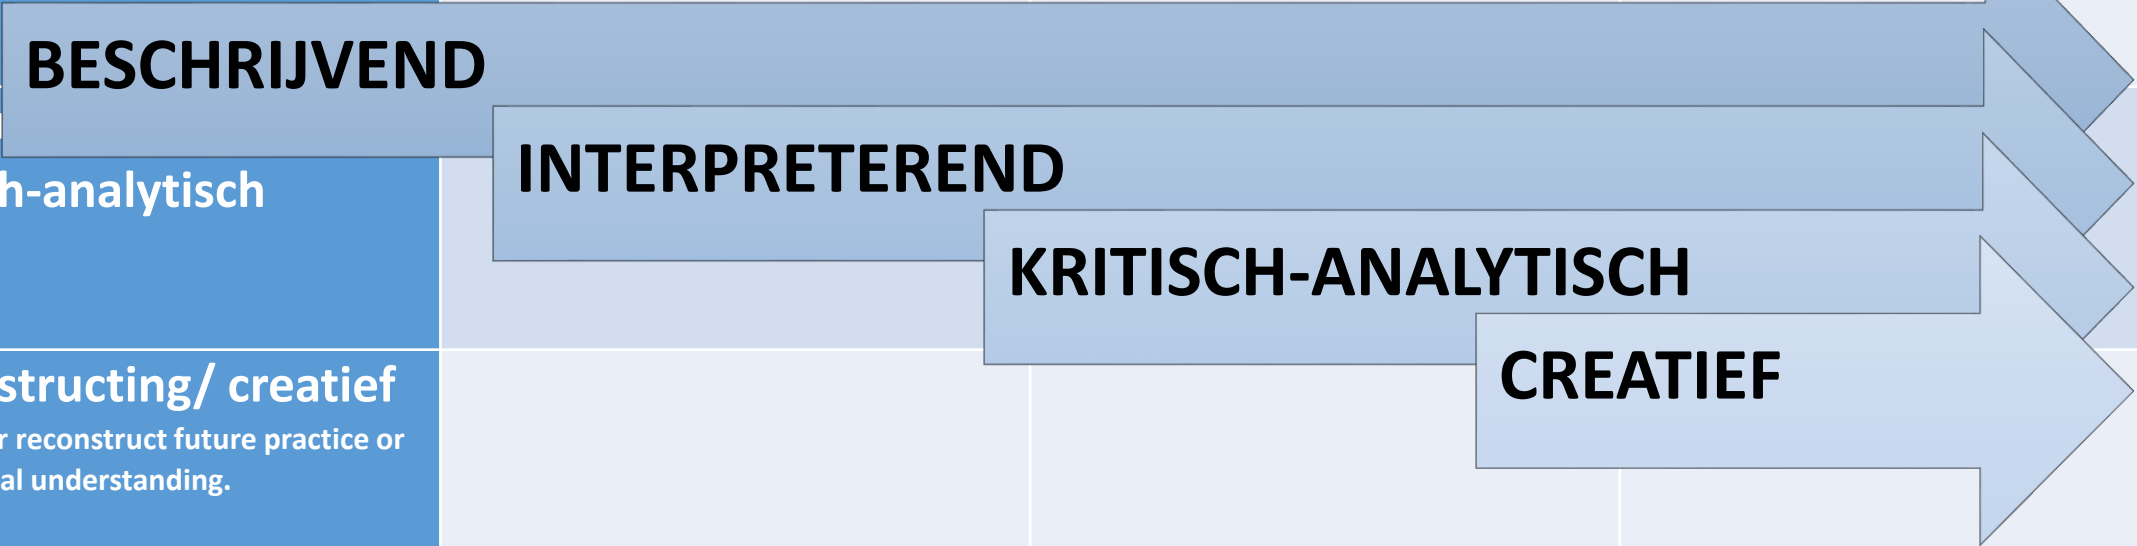 BESCHRIJVEND
INTERPRETEREND
h-analytisch
KRITISCH-ANALYTISCH
CREATIEF
structing/ creatief
r reconstruct future practice or
al understanding.